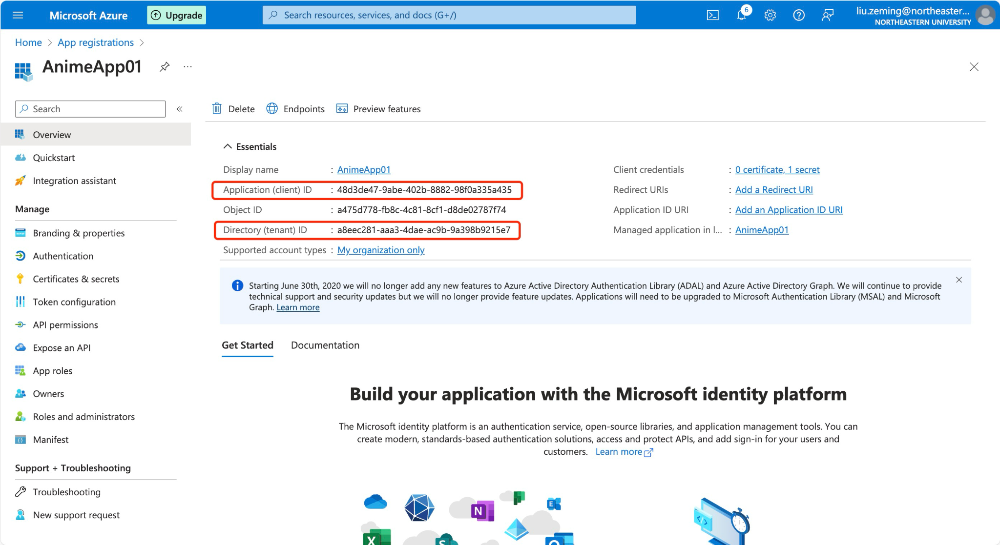 Microsoft Azure
Upgrade
Search resources, services, and docs (G+/)
6
liu.zeming@northeaster...
NORTHEASTERN UNIVERSITY
Home > App registrations >
AnimeApp01
...
Search
«
Overview
Quickstart
Integration assistant
Manage
Branding & properties
Authentication
Certificates & secrets
Token configuration
API permissions
Expose an API
App roles
Owners
Roles and administrators
Manifest
Support + Troubleshooting
Troubleshooting
New support request
Delete
Endpoints
Preview features
Essentials
Display name : AnimeApp01
Application (client) ID : 48d3de47-9abe-402b-8882-98f0a335a435
Object ID : a475d778-fb8c-4c81-8cf1-d8de02787f74
Directory (tenant) ID : a8eec281-aaa3-4dae-ac9b-9a398b9215e7
Supported account types : My organization only
Client credentials : 0 certificate, 1 secret
Redirect URIs : Add a Redirect URI
Application ID URI : Add an Application ID URI
Managed application in l... : AnimeApp01
Starting June 30th, 2020 we will no longer add any new features to Azure Active Directory Authentication Library (ADAL) and Azure Active Directory Graph. We will continue to provide
technical support and security updates but we will no longer provide feature updates. Applications will need to be upgraded to Microsoft Authentication Library (MSAL) and Microsoft
Graph. Learn more
Get Started
Documentation
Build your application with the Microsoft identity platform
The Microsoft identity platform is an authentication service, open-source libraries, and application management tools. You can
create modern, standards-based authentication solutions, access and protect APIs, and add sign-in for your users and
customers. Learn more
N
E
X
S